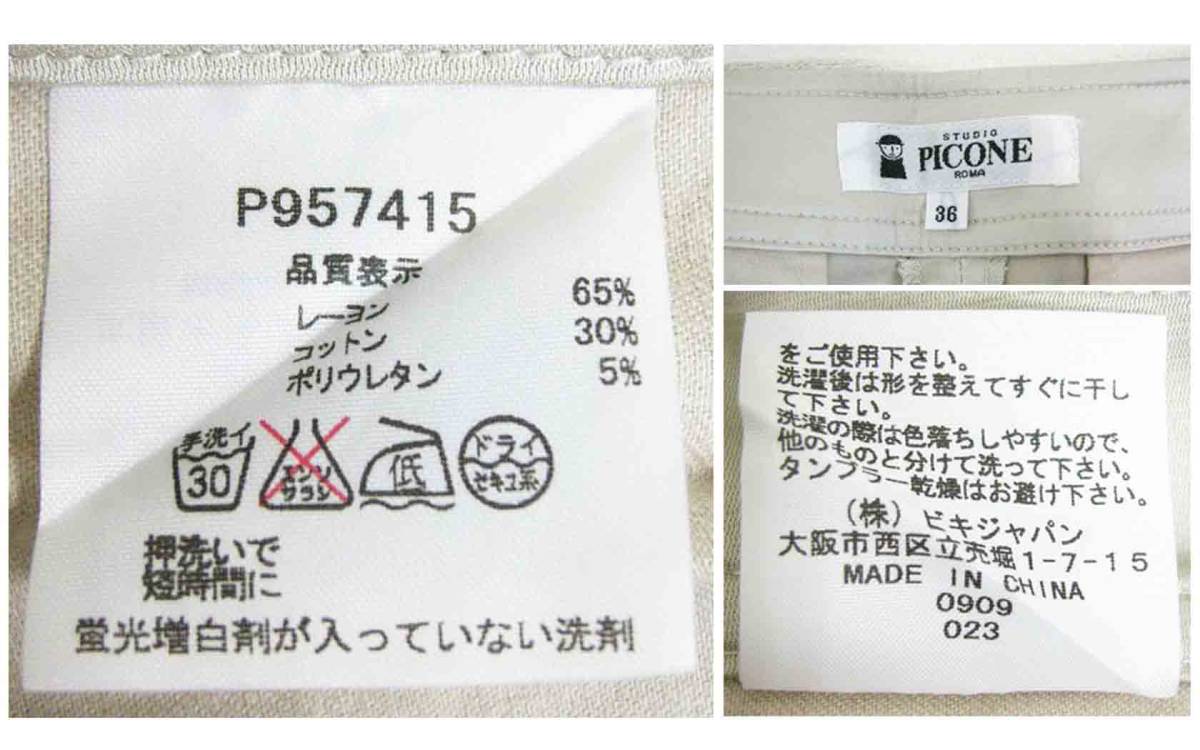 P957415
品質表示
レーヨン 65%
コットン 30%
ポリウレタン 5%
手洗イ
30
エンソ
サラシ
低
ドライ
セキユ系
押洗いで
短時間に
蛍光増白剤が入っていない洗剤
STUDIO
PICONE
ROMA
36
をご使用下さい。
洗濯後は形を整えてすぐに干し
て下さい。
洗濯の際は色落ちしやすいので、
他のものと分けて洗って下さい。
タンブラー乾燥はお避け下さい。
(株) ビキジャパン
大阪市西区立売堀1-7-15
MADE IN CHINA
0909
023